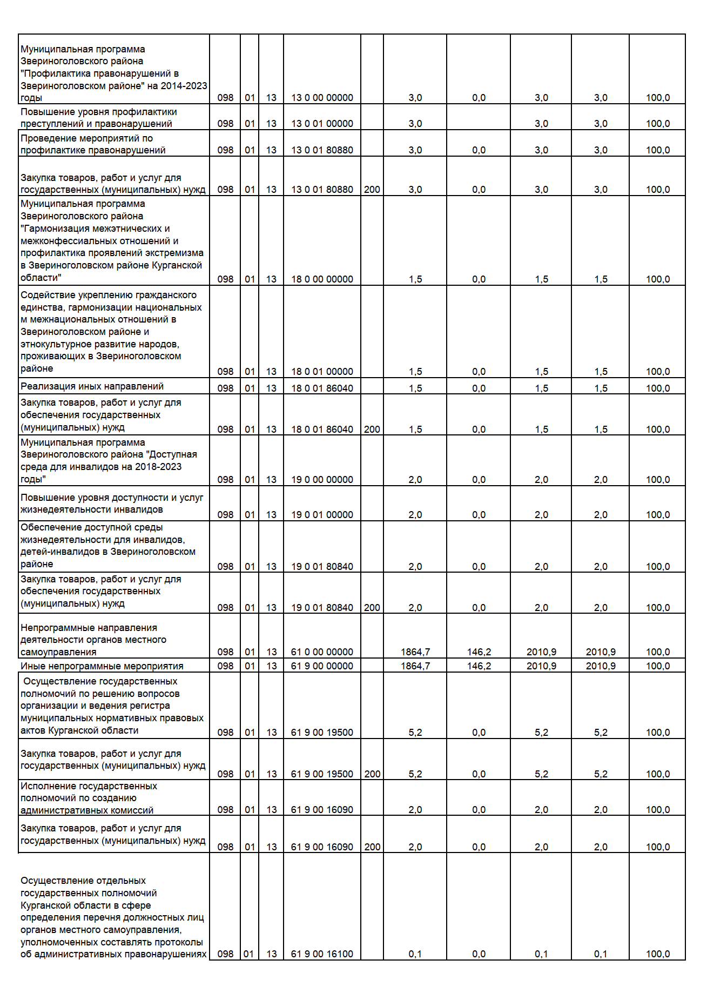 Муниципальная программа
Звериноголовского района
"Профилактика правонарушений в
Звериноголовском районе" на 2014-2023
годы 098 01 13 13 0 00 00000 3,0 0,0 3,0 3,0 100,0
Повышение уровня профилактики
преступлений и правонарушений 098 01 13 13 0 01 00000 3,0 3,0 3,0 100,0
Проведение мероприятий по
профилактике правонарушений 098 01 13 13 0 01 80880 3,0 0,0 3,0 3,0 100,0
Закупка товаров, работ и услуг для
государственных (муниципальных) нужд 098 01 13 13 0 01 80880 200 3,0 0,0 3,0 3,0 100,0
Муниципальная программа
Звериноголовского района
"Гармонизация межэтнических и
межконфессиальных отношений и
профилактика проявлений экстремизма
в Звериноголовском районе Курганской
области" 098 01 13 18 0 00 00000 1,5 0,0 1,5 1,5 100,0
Содействие укреплению гражданского
единства, гармонизации национальных
м межнациональных отношений в
Звериноголовском районе и
этнокультурное развитие народов,
проживающих в Звериноголовском
районе 098 01 13 18 0 01 00000 1,5 0,0 1,5 1,5 100,0
Реализация иных направлений 098 01 13 18 0 01 86040 1,5 0,0 1,5 1,5 100,0
Закупка товаров, работ и услуг для
обеспечения государственных
(муниципальных) нужд 098 01 13 18 0 01 86040 200 1,5 0,0 1,5 1,5 100,0
Муниципальная программа
Звериноголовского района "Доступная
среда для инвалидов на 2018-2023
годы" 098 01 13 19 0 00 00000 2,0 0,0 2,0 2,0 100,0
Повышение уровня доступности и услуг
жизнедеятельности инвалидов 098 01 13 19 0 01 00000 2,0 0,0 2,0 2,0 100,0
Обеспечение доступной среды
жизнедеятельности для инвалидов,
детей-инвалидов в Звериноголовском
районе 098 01 13 19 0 01 80840 2,0 0,0 2,0 2,0 100,0
Закупка товаров, работ и услуг для
обеспечения государственных
(муниципальных) нужд 098 01 13 19 0 01 80840 200 2,0 0,0 2,0 2,0 100,0
Непрограммные направления
деятельности органов местного
самоуправления 098 01 13 61 0 00 00000 1864,7 146,2 2010,9 2010,9 100,0
Иные непрограммные мероприятия 098 01 13 61 9 00 00000 1864,7 146,2 2010,9 2010,9 100,0
Осуществление государственных
полномочий по решению вопросов
организации и ведения регистра
муниципальных нормативных правовых
актов Курганской области 098 01 13 61 9 00 19500 5,2 0,0 5,2 5,2 100,0
Закупка товаров, работ и услуг для
государственных (муниципальных) нужд 098 01 13 61 9 00 19500 200 5,2 0,0 5,2 5,2 100,0
Исполнение государственных
полномочий по созданию
административных комиссий 098 01 13 61 9 00 16090 2,0 0,0 2,0 2,0 100,0
Закупка товаров, работ и услуг для
государственных (муниципальных) нужд 098 01 13 61 9 00 16090 200 2,0 0,0 2,0 2,0 100,0
Осуществление отдельных
государственных полномочий
Курганской области в сфере
определения перечня должностных лиц
органов местного самоуправления,
уполномоченных составлять протоколы
об административных правонарушениях 098 01 13 61 9 00 16100 0,1 0,0 0,1 0,1 100,0